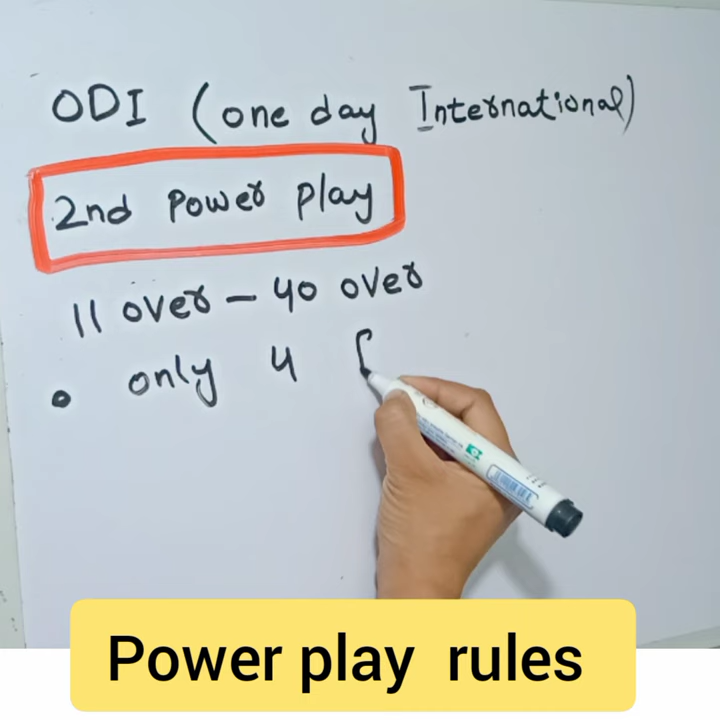 ODI (one day International)
2nd Power Play
11 over – 40 over
• only 4 f
Power play rules